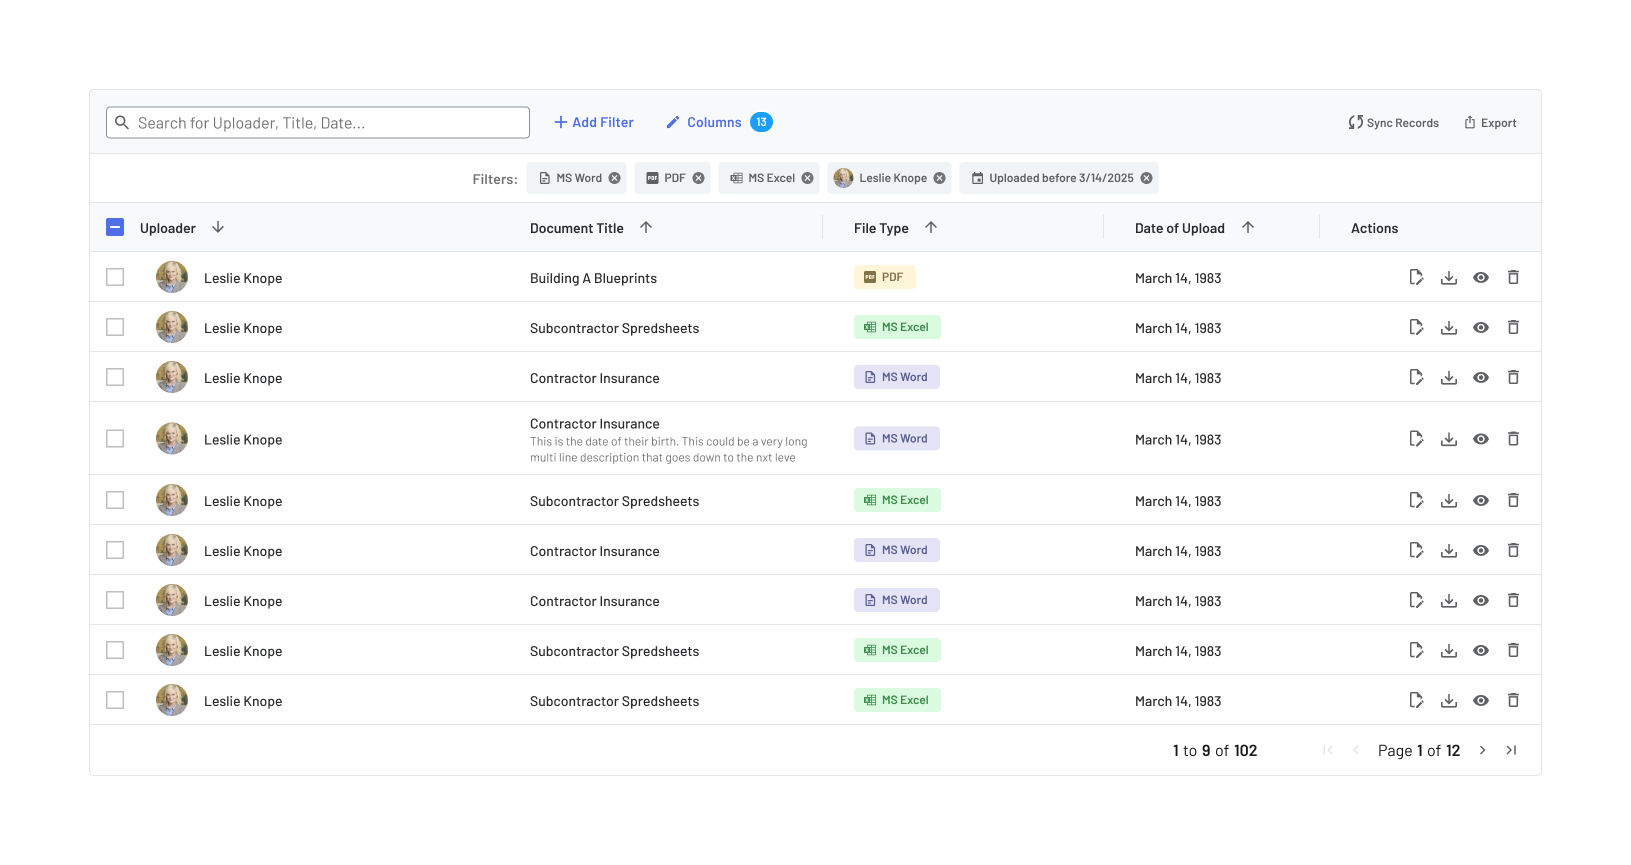 Search for Uploader, Title, Date...
Add Filter
Columns 13
Sync Records
Export
Filters: MS Word PDF MS Excel Leslie Knope Uploaded before 3/14/2025
Uploader Document Title File Type Date of Upload Actions
Leslie Knope Building A Blueprints PDF PDF March 14, 1983
Leslie Knope Subcontractor Spredsheets MS Excel March 14, 1983
Leslie Knope Contractor Insurance MS Word March 14, 1983
Leslie Knope Contractor Insurance MS Word March 14, 1983
This is the date of their birth. This could be a very long
multi line description that goes down to the nxt leve
Leslie Knope Subcontractor Spredsheets MS Excel March 14, 1983
Leslie Knope Contractor Insurance MS Word March 14, 1983
Leslie Knope Contractor Insurance MS Word March 14, 1983
Leslie Knope Subcontractor Spredsheets MS Excel March 14, 1983
Leslie Knope Subcontractor Spredsheets MS Excel March 14, 1983
1 to 9 of 102 Page 1 of 12